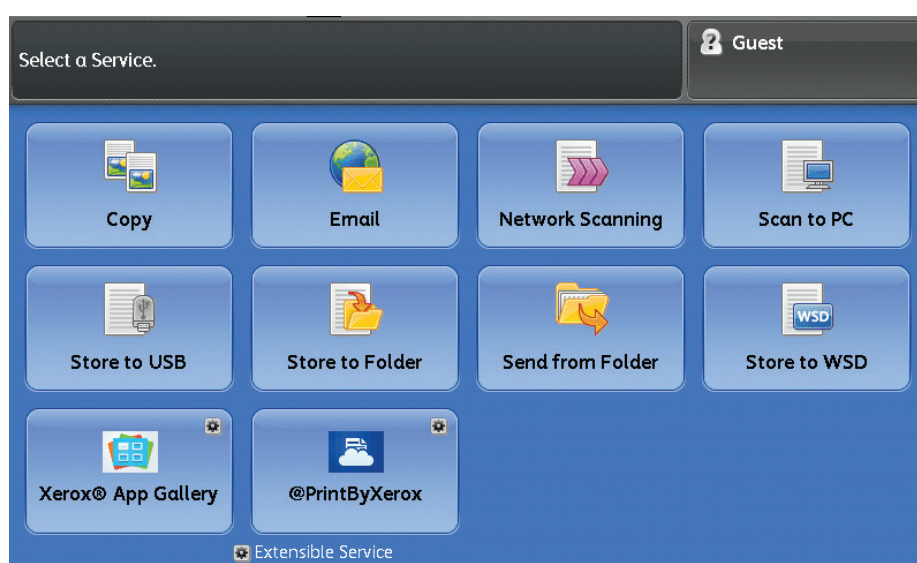 Select a Service.
Guest
Copy
Email
Network Scanning
Scan to PC
Store to USB
Store to Folder
Send from Folder
WSD
Store to WSD
Xerox® App Gallery
@PrintByXerox
Extensible Service